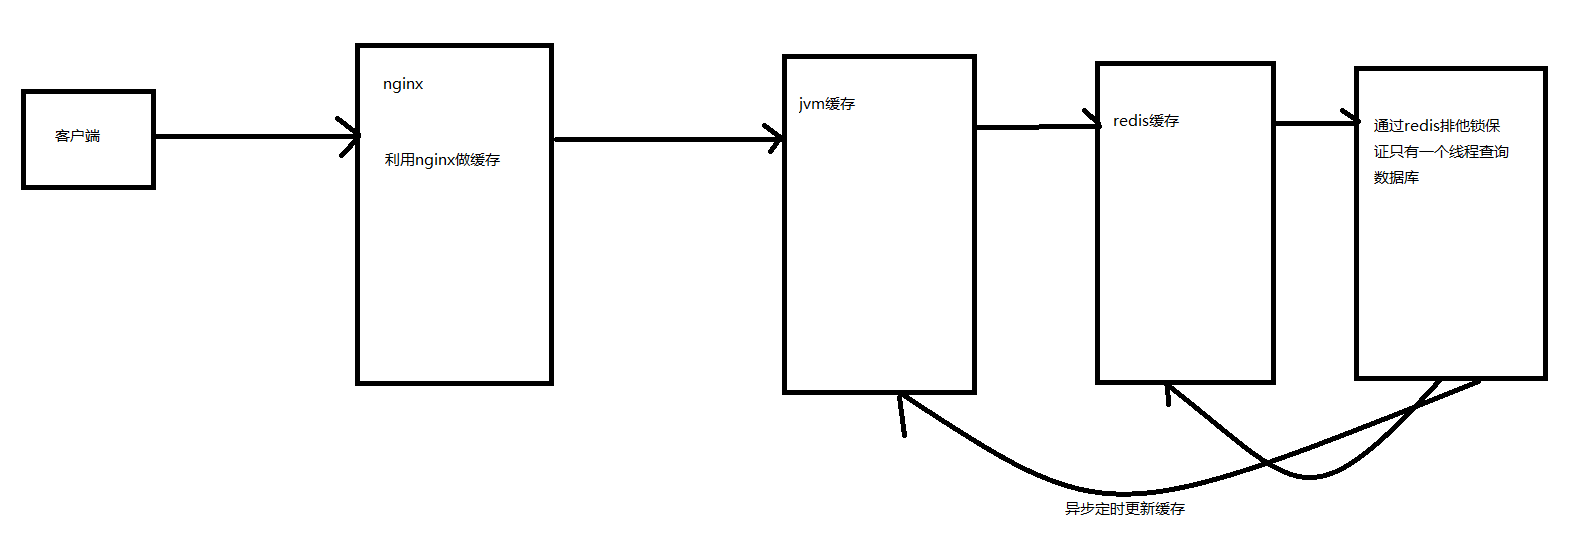 客户端
nginx
利用nginx做缓存
jvm缓存
redis缓存
通过redis排他锁保
证只有一个线程查询
数据库
异步定时更新缓存